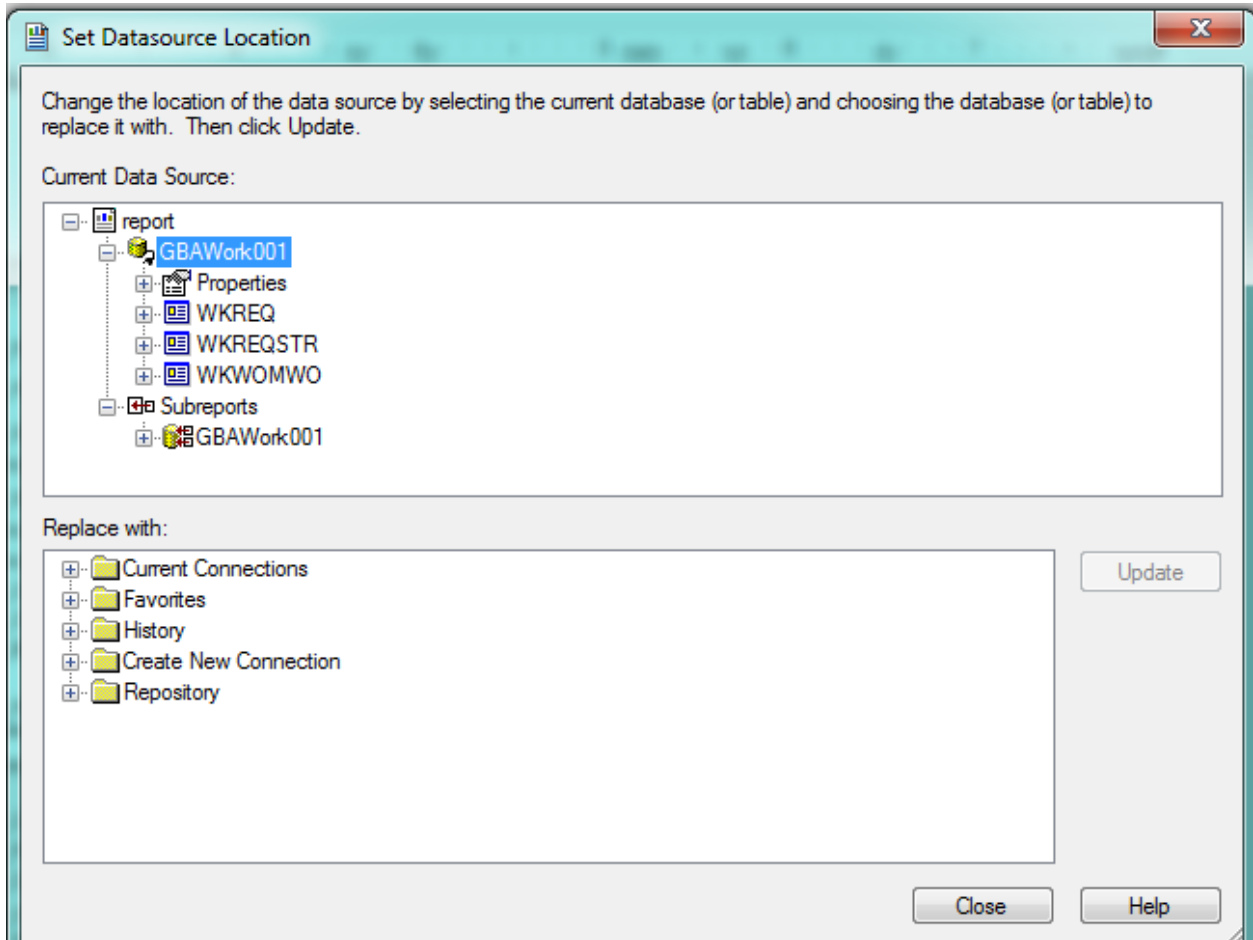 Set Datasource Location
Change the location of the data source by selecting the current database (or table) and choosing the database (or table) to
replace it with. Then click Update.
Current Data Source:
report
GBAWork001
Properties
WKREQ
WKREQSTR
WKWOMWO
Subreports
GBAWork001
Replace with:
Current Connections
Update
Favorites
History
Create New Connection
Repository
Close
Help